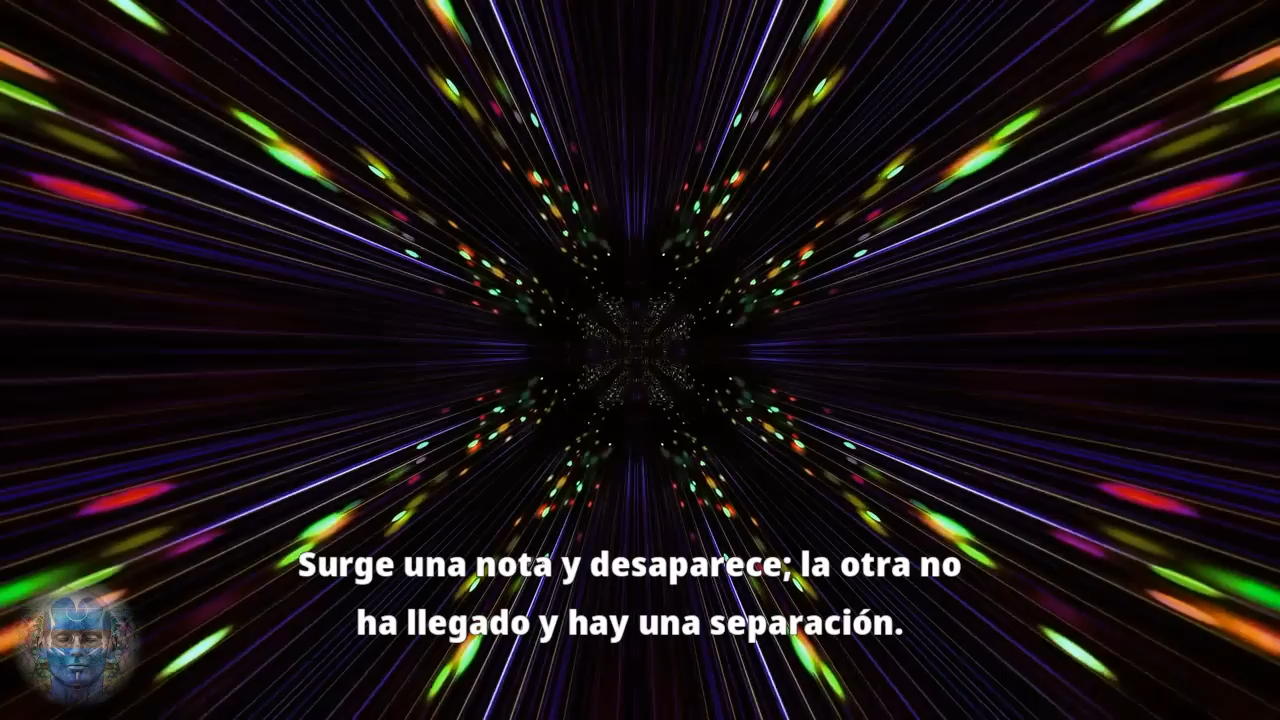 Surge una nota y desaparece; la otra no
ha llegado y hay una separación.